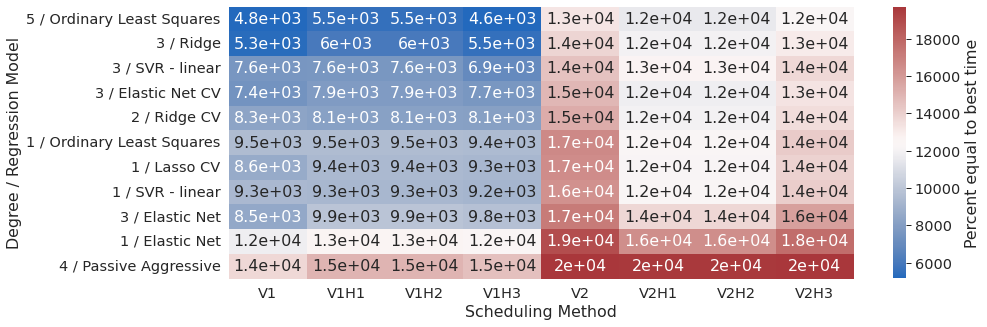 5 / Ordinary Least Squares 4.8e+03 5.5e+03 5.5e+03 4.6e+03 1.3e+04 1.2e+04 1.2e+04 1.2e+04
3 / Ridge 5.3e+03 6e+03 6e+03 5.5e+03 1.4e+04 1.2e+04 1.2e+04 1.3e+04
3 / SVR - linear 7.6e+03 7.6e+03 7.6e+03 6.9e+03 1.4e+04 1.3e+04 1.3e+04 1.4e+04
3 / Elastic Net CV 7.4e+03 7.9e+03 7.9e+03 7.7e+03 1.5e+04 1.2e+04 1.2e+04 1.3e+04
2 / Ridge CV 8.3e+03 8.1e+03 8.1e+03 8.1e+03 1.5e+04 1.2e+04 1.2e+04 1.4e+04
1 / Ordinary Least Squares 9.5e+03 9.5e+03 9.5e+03 9.4e+03 1.7e+04 1.2e+04 1.2e+04 1.4e+04
1 / Lasso CV 8.6e+03 9.4e+03 9.4e+03 9.3e+03 1.7e+04 1.2e+04 1.2e+04 1.4e+04
1 / SVR - linear 9.3e+03 9.3e+03 9.3e+03 9.2e+03 1.6e+04 1.2e+04 1.2e+04 1.4e+04
3 / Elastic Net 8.5e+03 9.9e+03 9.9e+03 9.8e+03 1.7e+04 1.4e+04 1.4e+04 1.6e+04
1 / Elastic Net 1.2e+04 1.3e+04 1.3e+04 1.2e+04 1.9e+04 1.6e+04 1.6e+04 1.8e+04
4 / Passive Aggressive 1.4e+04 1.5e+04 1.5e+04 1.5e+04 2e+04 2e+04 2e+04 2e+04
V1 V1H1 V1H2 V1H3 V2 V2H1 V2H2 V2H3
Scheduling Method
Degree / Regression Model
18000
16000
14000
12000
10000
8000
6000
Percent equal to best time